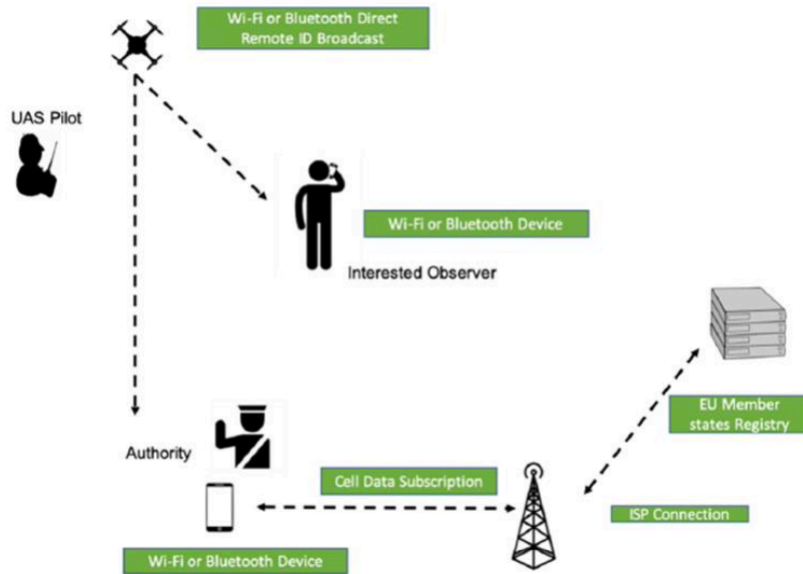 Wi-Fi or Bluetooth Direct
Remote ID Broadcast
UAS Pilot
Wi-Fi or Bluetooth Device
Interested Observer
EU Member
states Registry
Authority
Cell Data Subscription
ISP Connection
Wi-Fi or Bluetooth Device